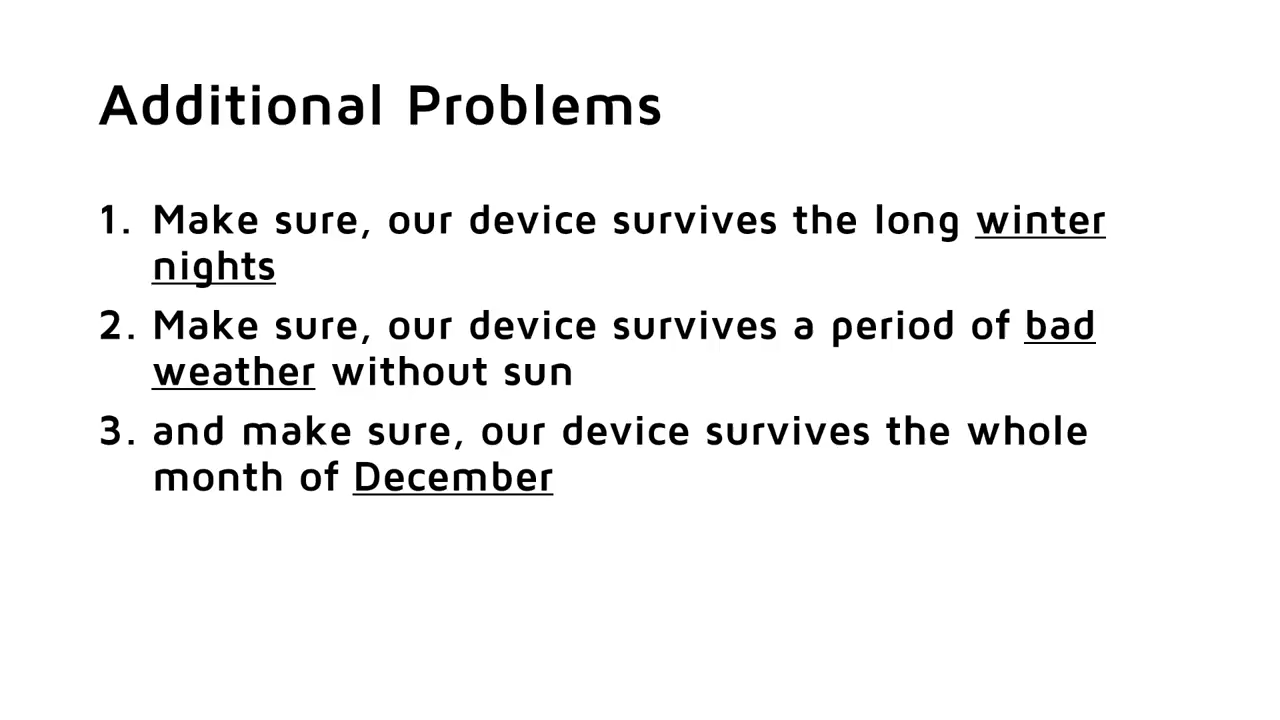 Additional Problems
1. Make sure, our device survives the long winter
nights
2. Make sure, our device survives a period of bad
weather without sun
3. and make sure, our device survives the whole
month of December